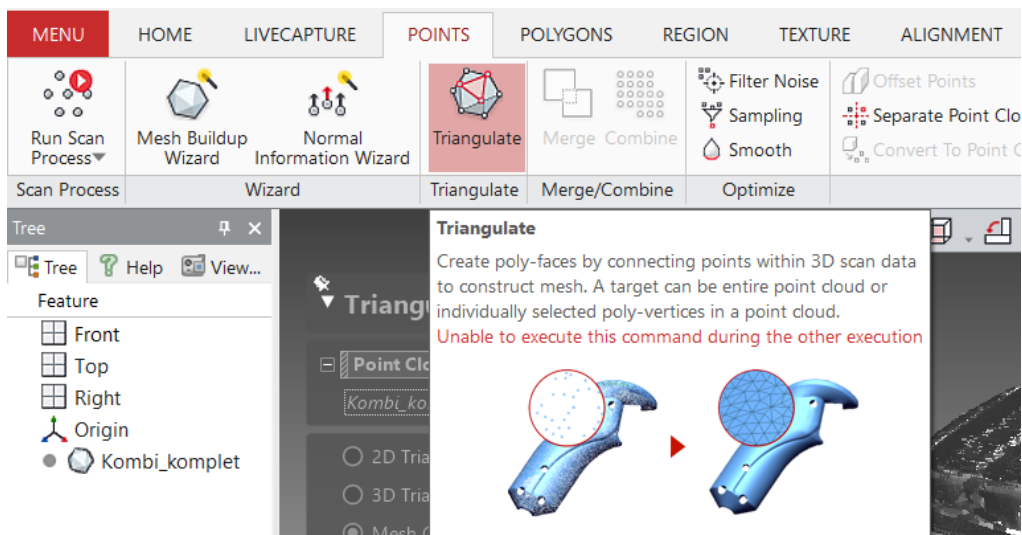 MENU HOME LIVECAPTURE POINTS POLYGONS REGION TEXTURE ALIGNMENT
Run Scan Process
Mesh Buildup Wizard
Normal Information Wizard
Triangulate
Merge Combine
Filter Noise
Sampling
Smooth
Offset Points
Separate Point Clo
Convert To Point C
Scan Process Wizard Triangulate Merge/Combine Optimize
Tree
Tree Help View...
Feature
Front
Top
Right
Origin
Kombi_komplet
Triangulate
Create poly-faces by connecting points within 3D scan data
to construct mesh. A target can be entire point cloud or
individually selected poly-vertices in a point cloud.
Unable to execute this command during the other execution
Triang
Point Clo
Kombi_ko
2D Tria
3D Tria
Mesh C